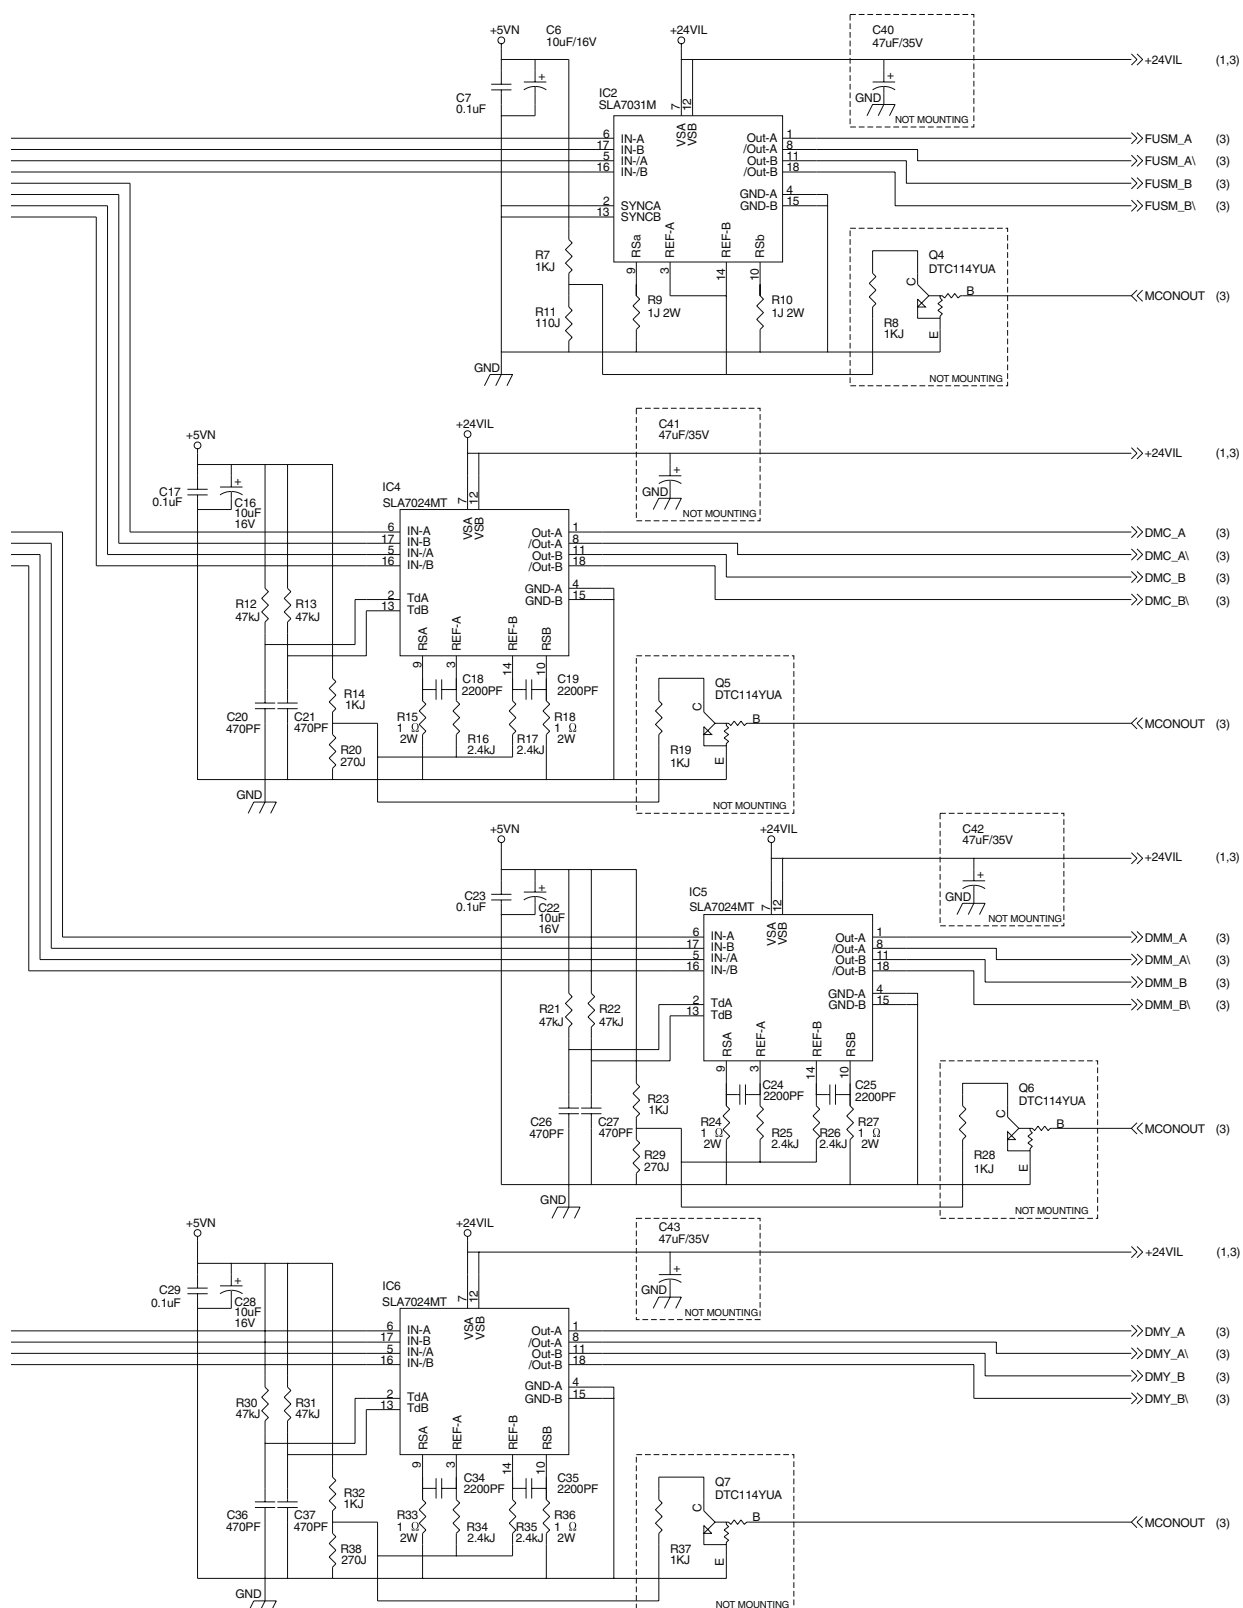 +5VN
C6
10uF/16V
+24VIL
C40
47uF/35V
+24VIL (1,3)
C7
0.1uF
IC2
SLA7031M
7
12
GND
NOT MOUNTING
6 IN-A
17 IN-B
5 IN-/A
16 IN-/B
VSA
VSB
Out-A 1
/Out-A 8
Out-B 11
/Out-B 18
GND-A 4
GND-B 15
FUSM_A (3)
FUSM_A\ (3)
FUSM_B (3)
FUSM_B\ (3)
2 SYNCA
13 SYNCB
RSa
REF-A
REF-B
RSb
9
3
14
10
R7
1KJ
R11
110J
R9
1J 2W
R10
1J 2W
Q4
DTC114YUA
C
B
E
R8
1KJ
MCONOUT (3)
NOT MOUNTING
GND
+5VN
+24VIL
C41
47uF/35V
+24VIL (1,3)
C17
0.1uF
C16
10uF
16V
IC4
SLA7024MT
7
12
GND
NOT MOUNTING
6 IN-A
17 IN-B
5 IN-/A
16 IN-/B
VSA
VSB
Out-A 1
/Out-A 8
Out-B 11
/Out-B 18
GND-A 4
GND-B 15
DMC_A (3)
DMC_A\ (3)
DMC_B (3)
DMC_B\ (3)
R12
47kJ
R13
47kJ
2 TdA
13 TdB
RSA
REF-A
REF-B
RSB
9
3
14
10
C18
2200PF
C19
2200PF
R14
1KJ
C20
470PF
C21
470PF
R20
270J
R15
1 Ω
2W
R16
2.4kJ
R17
2.4kJ
R18
1 Ω
2W
Q5
DTC114YUA
C
B
E
R19
1KJ
MCONOUT (3)
NOT MOUNTING
GND
+5VN
+24VIL
C42
47uF/35V
+24VIL (1,3)
C23
0.1uF
C22
10uF
16V
IC5
SLA7024MT
7
12
GND
NOT MOUNTING
6 IN-A
17 IN-B
5 IN-/A
16 IN-/B
VSA
VSB
Out-A 1
/Out-A 8
Out-B 11
/Out-B 18
GND-A 4
GND-B 15
DMM_A (3)
DMM_A\ (3)
DMM_B (3)
DMM_B\ (3)
R21
47kJ
R22
47kJ
2 TdA
13 TdB
RSA
REF-A
REF-B
RSB
9
3
14
10
C24
2200PF
C25
2200PF
R23
1KJ
C26
470PF
C27
470PF
R29
270J
R24
1 Ω
2W
R25
2.4kJ
R26
2.4kJ
R27
1 Ω
2W
Q6
DTC114YUA
C
B
E
R28
1KJ
MCONOUT (3)
NOT MOUNTING
GND
+5VN
+24VIL
C43
47uF/35V
+24VIL (1,3)
C29
0.1uF
C28
10uF
16V
IC6
SLA7024MT
7
12
GND
NOT MOUNTING
6 IN-A
17 IN-B
5 IN-/A
16 IN-/B
VSA
VSB
Out-A 1
/Out-A 8
Out-B 11
/Out-B 18
GND-A 4
GND-B 15
DMY_A (3)
DMY_A\ (3)
DMY_B (3)
DMY_B\ (3)
R30
47kJ
R31
47kJ
2 TdA
13 TdB
RSA
REF-A
REF-B
RSB
9
3
14
10
C34
2200PF
C35
2200PF
R32
1KJ
C36
470PF
C37
470PF
R38
270J
R33
1 Ω
2W
R34
2.4kJ
R35
2.4kJ
R36
1 Ω
2W
Q7
DTC114YUA
C
B
E
R37
1KJ
MCONOUT (3)
NOT MOUNTING
GND